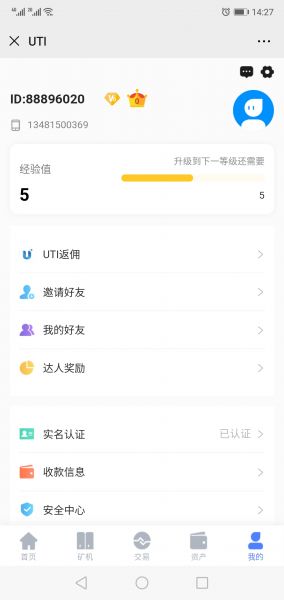 14:27
UTI
ID:88896020
13481500369
经验值
升级到下一等级还需要
5
5
UTI返佣
邀请好友
我的好友
达人奖励
实名认证
已认证
收款信息
安全中心
首页
矿机
交易
资产
我的